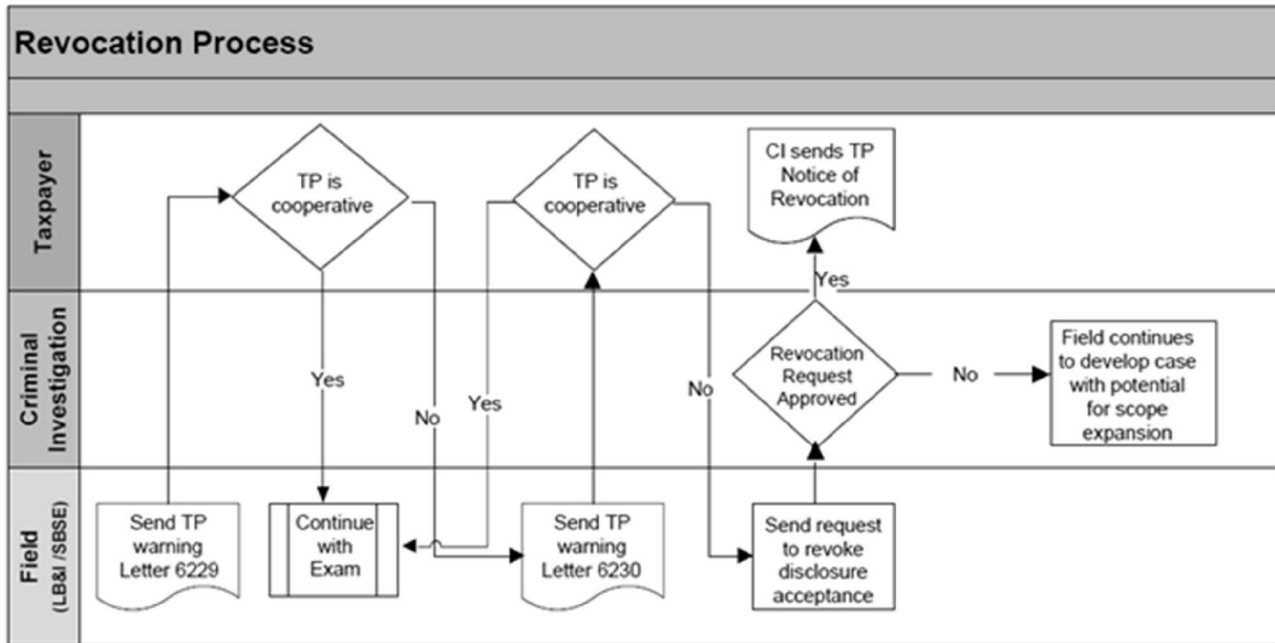 Revocation Process
Taxpayer
TP is
cooperative
TP is
cooperative
CI sends TP
Notice of
Revocation
Yes
Criminal
Investigation
Yes
No
Yes
No
Revocation
Request
Approved
No
Field continues
to develop case
with potential
for scope
expansion
Field
(LB&I /SBSE)
Send TP
warning
Letter 6229
Continue
with
Exam
Send TP
warning
Letter 6230
Send request
to revoke
disclosure
acceptance